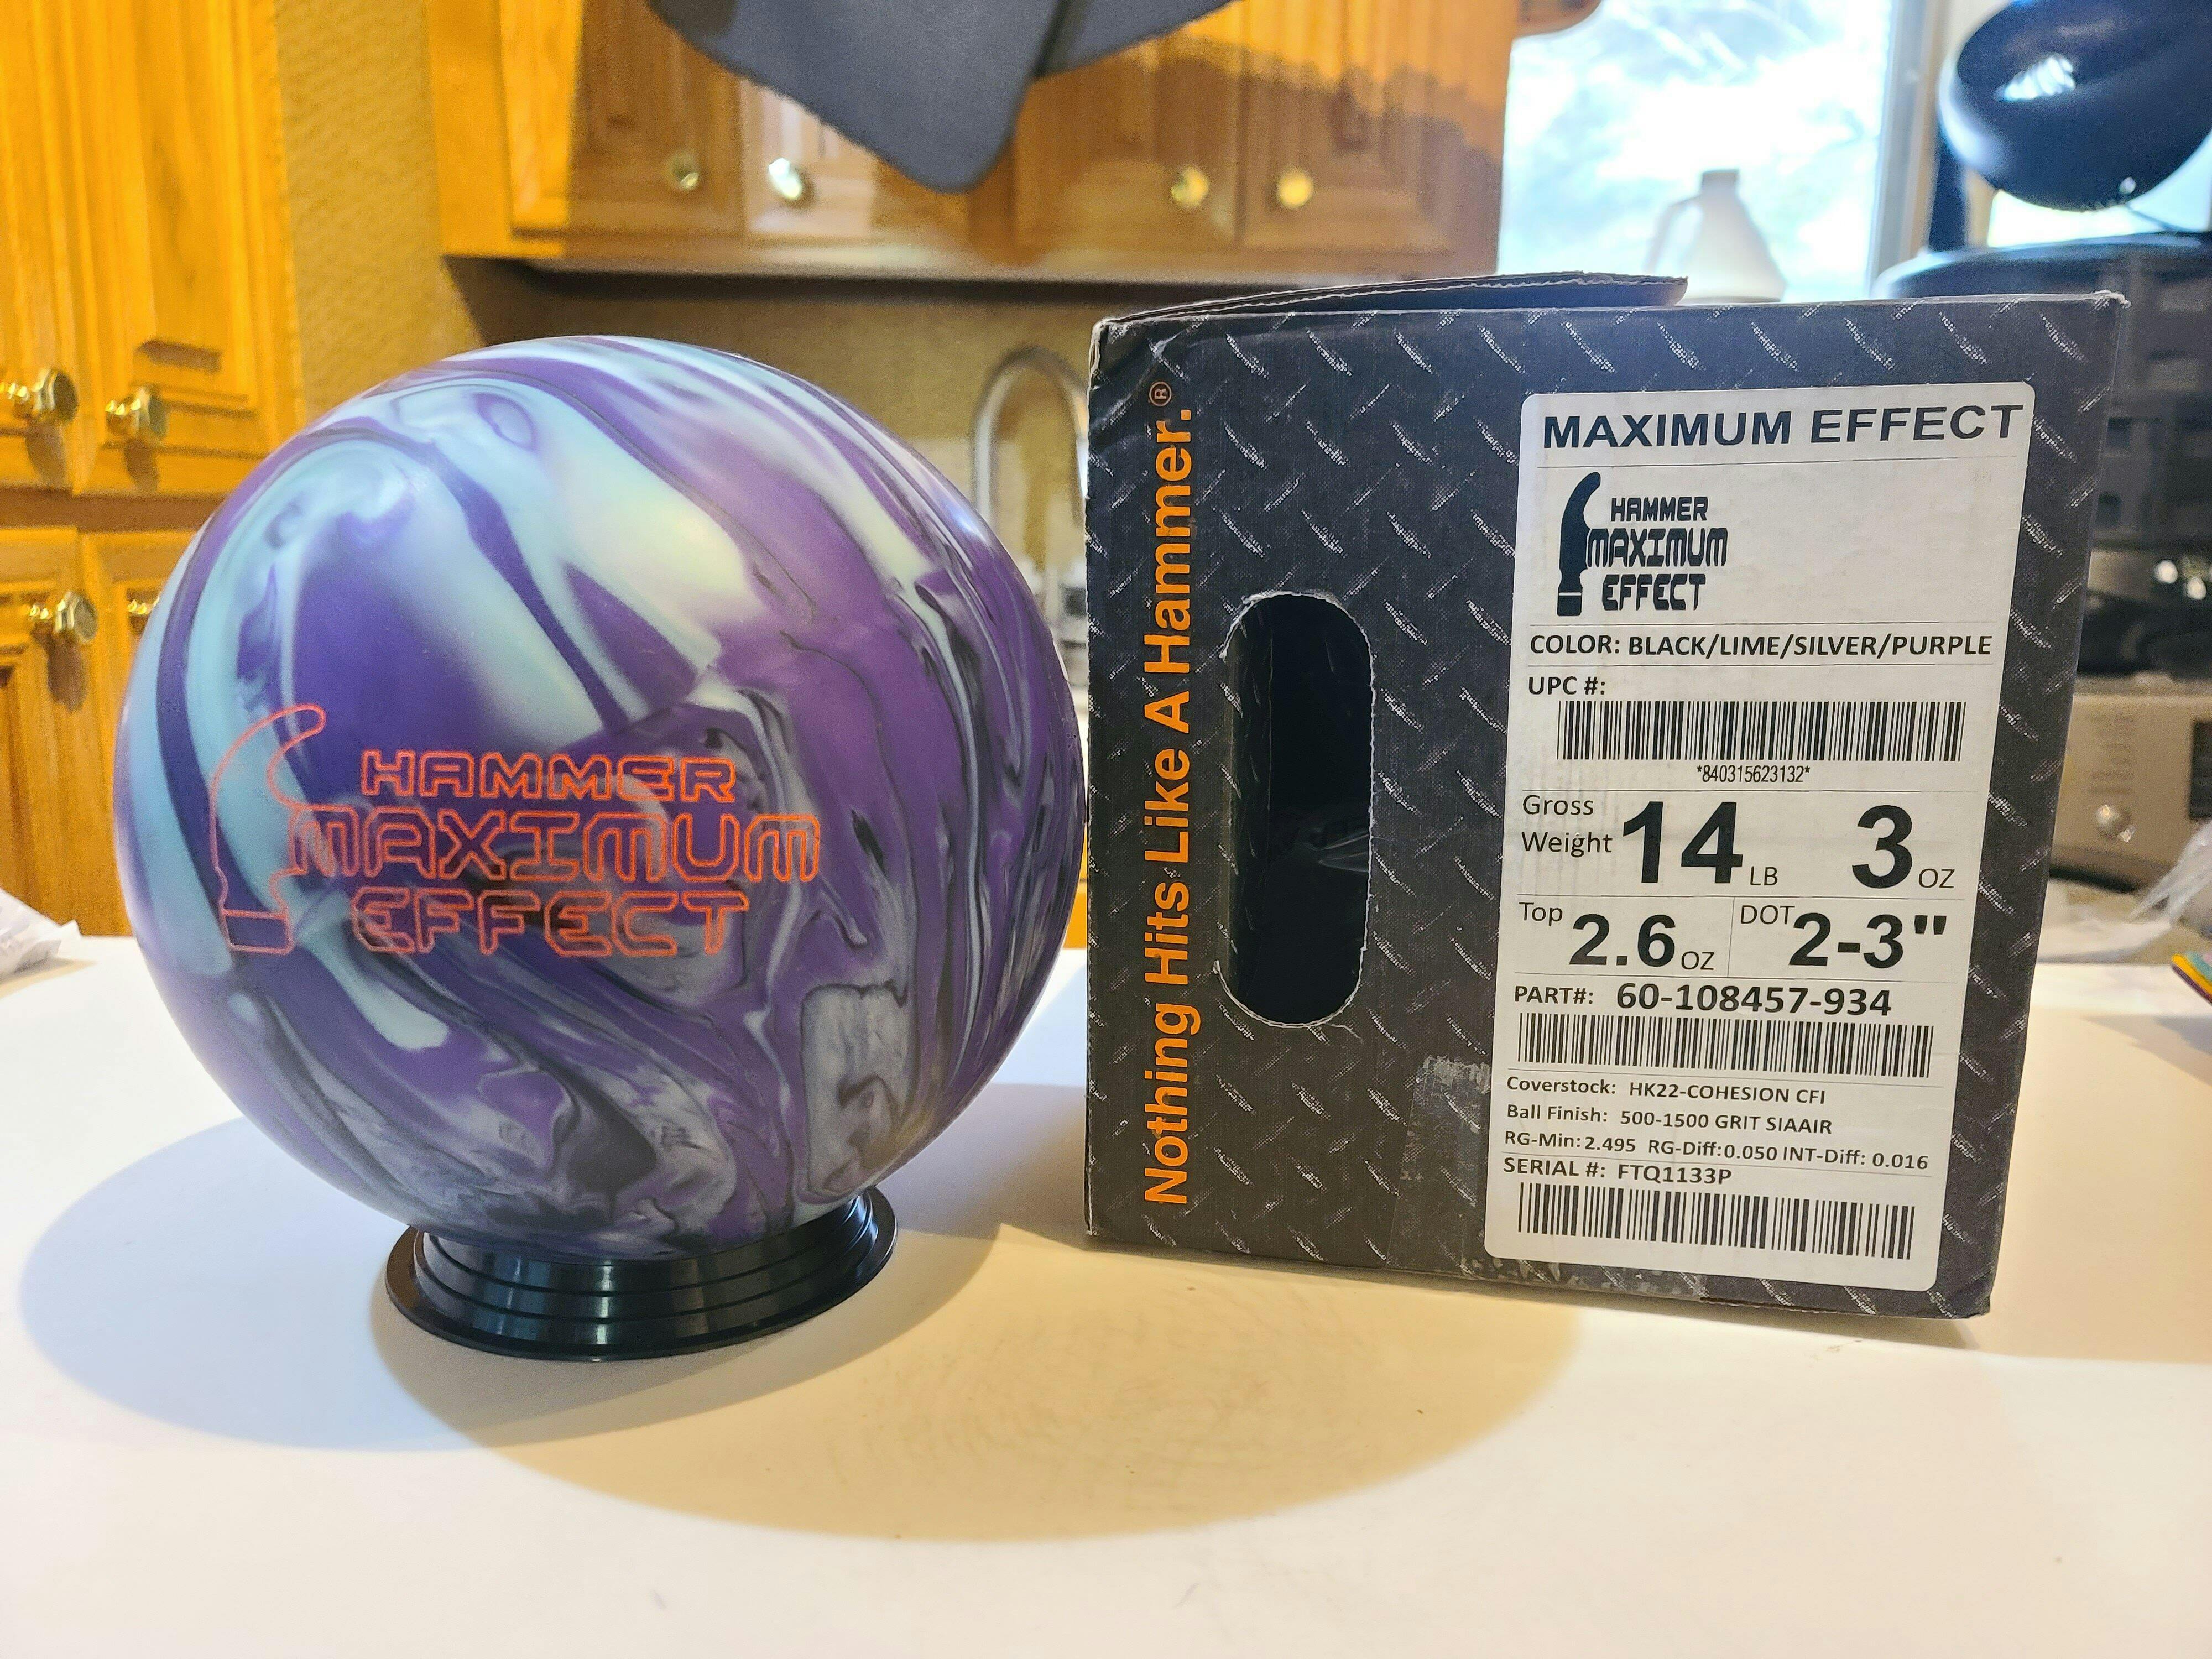 HAMMER
MAXIMUM
EFFECT
Nothing Hits Like A Hammer.®
MAXIMUM EFFECT
HAMMER
MAXIMUM
EFFECT
COLOR: BLACK/LIME/SILVER/PURPLE
UPC #:
*840315623132*
Gross Weight 14 LB 3 OZ
Top 2.6 OZ DOT 2-3"
PART#: 60-108457-934
Coverstock: HK22-COHESION CFI
Ball Finish: 500-1500 GRIT SIAAIR
RG-Min: 2.495 RG-Diff: 0.050 INT-Diff: 0.016
SERIAL #: FTQ1133P